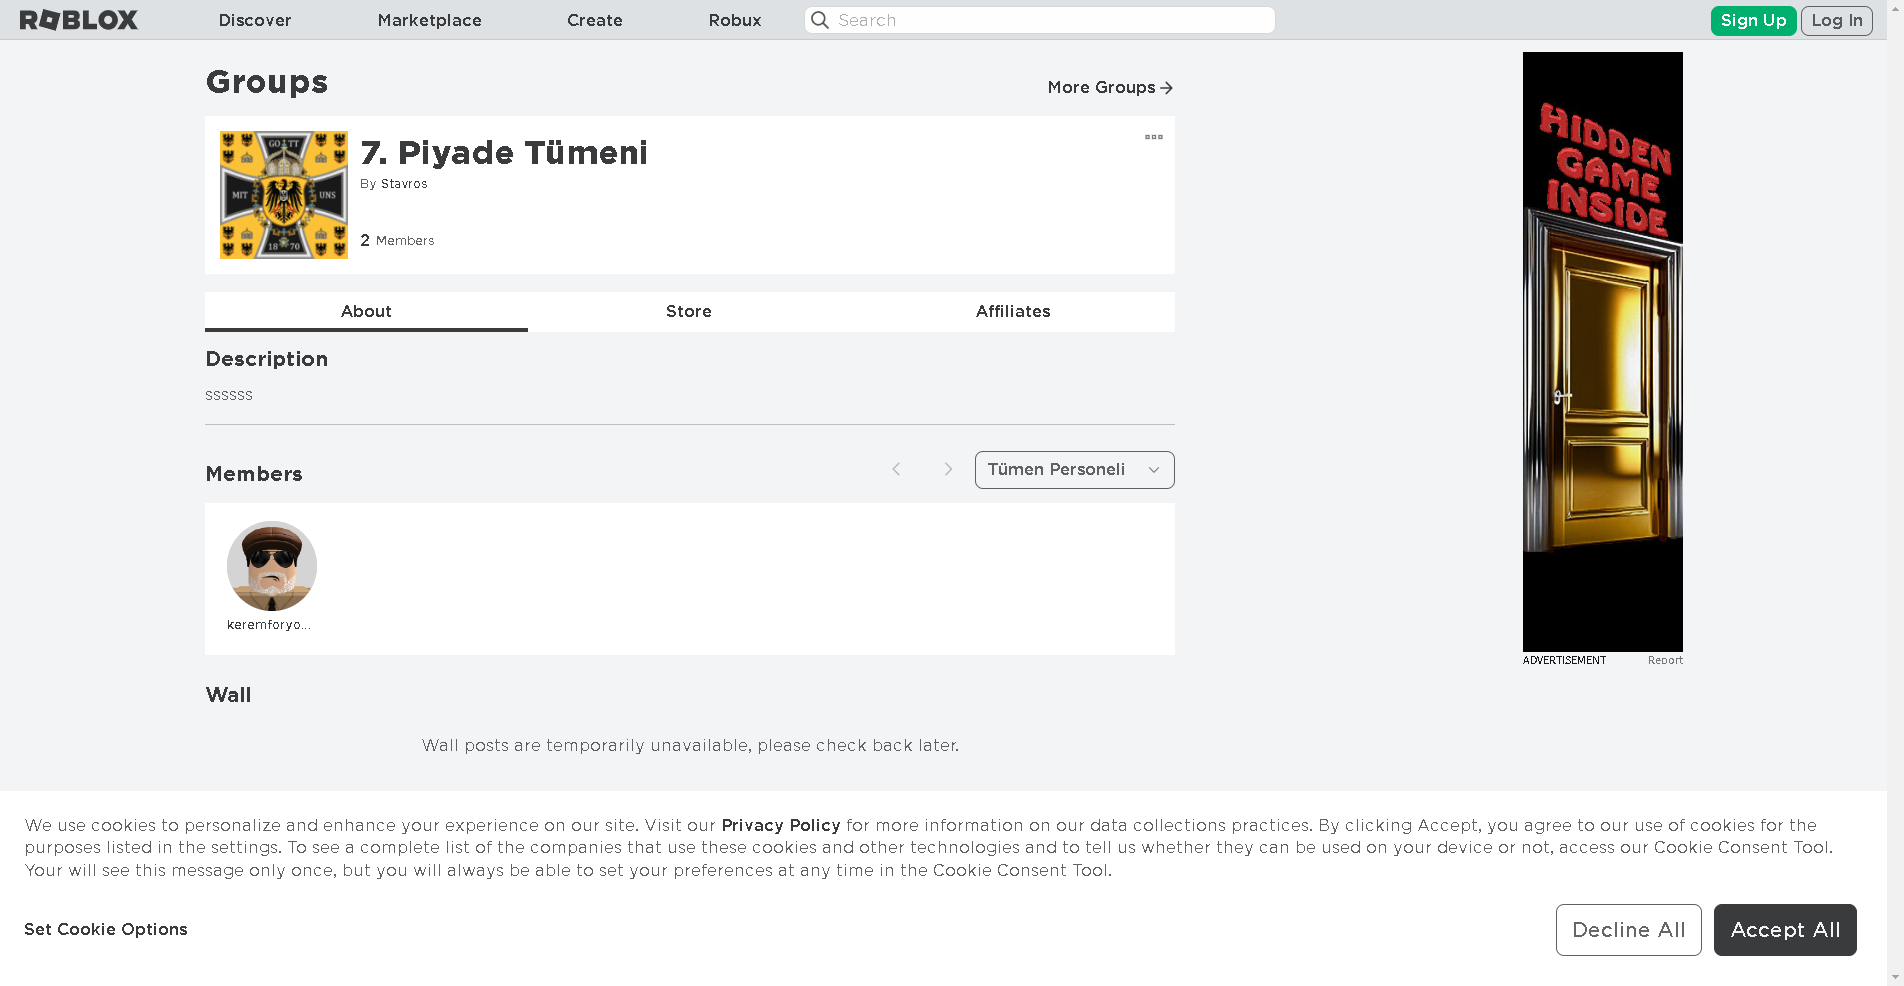 ROBLOX
Discover
Marketplace
Create
Robux
Search
Sign Up
Log In
Groups
More Groups
7. Piyade Tümeni
By Stavros
2 Members
GOTT
MIT
UNS
18 70
About
Store
Affiliates
Description
ssssss
Members
Tümen Personeli
keremforyo...
Wall
Wall posts are temporarily unavailable, please check back later.
HIDDEN
GAME
INSIDE
ADVERTISEMENT
Report
We use cookies to personalize and enhance your experience on our site. Visit our Privacy Policy for more information on our data collections practices. By clicking Accept, you agree to our use of cookies for the
purposes listed in the settings. To see a complete list of the companies that use these cookies and other technologies and to tell us whether they can be used on your device or not, access our Cookie Consent Tool.
Your will see this message only once, but you will always be able to set your preferences at any time in the Cookie Consent Tool.
Set Cookie Options
Decline All
Accept All